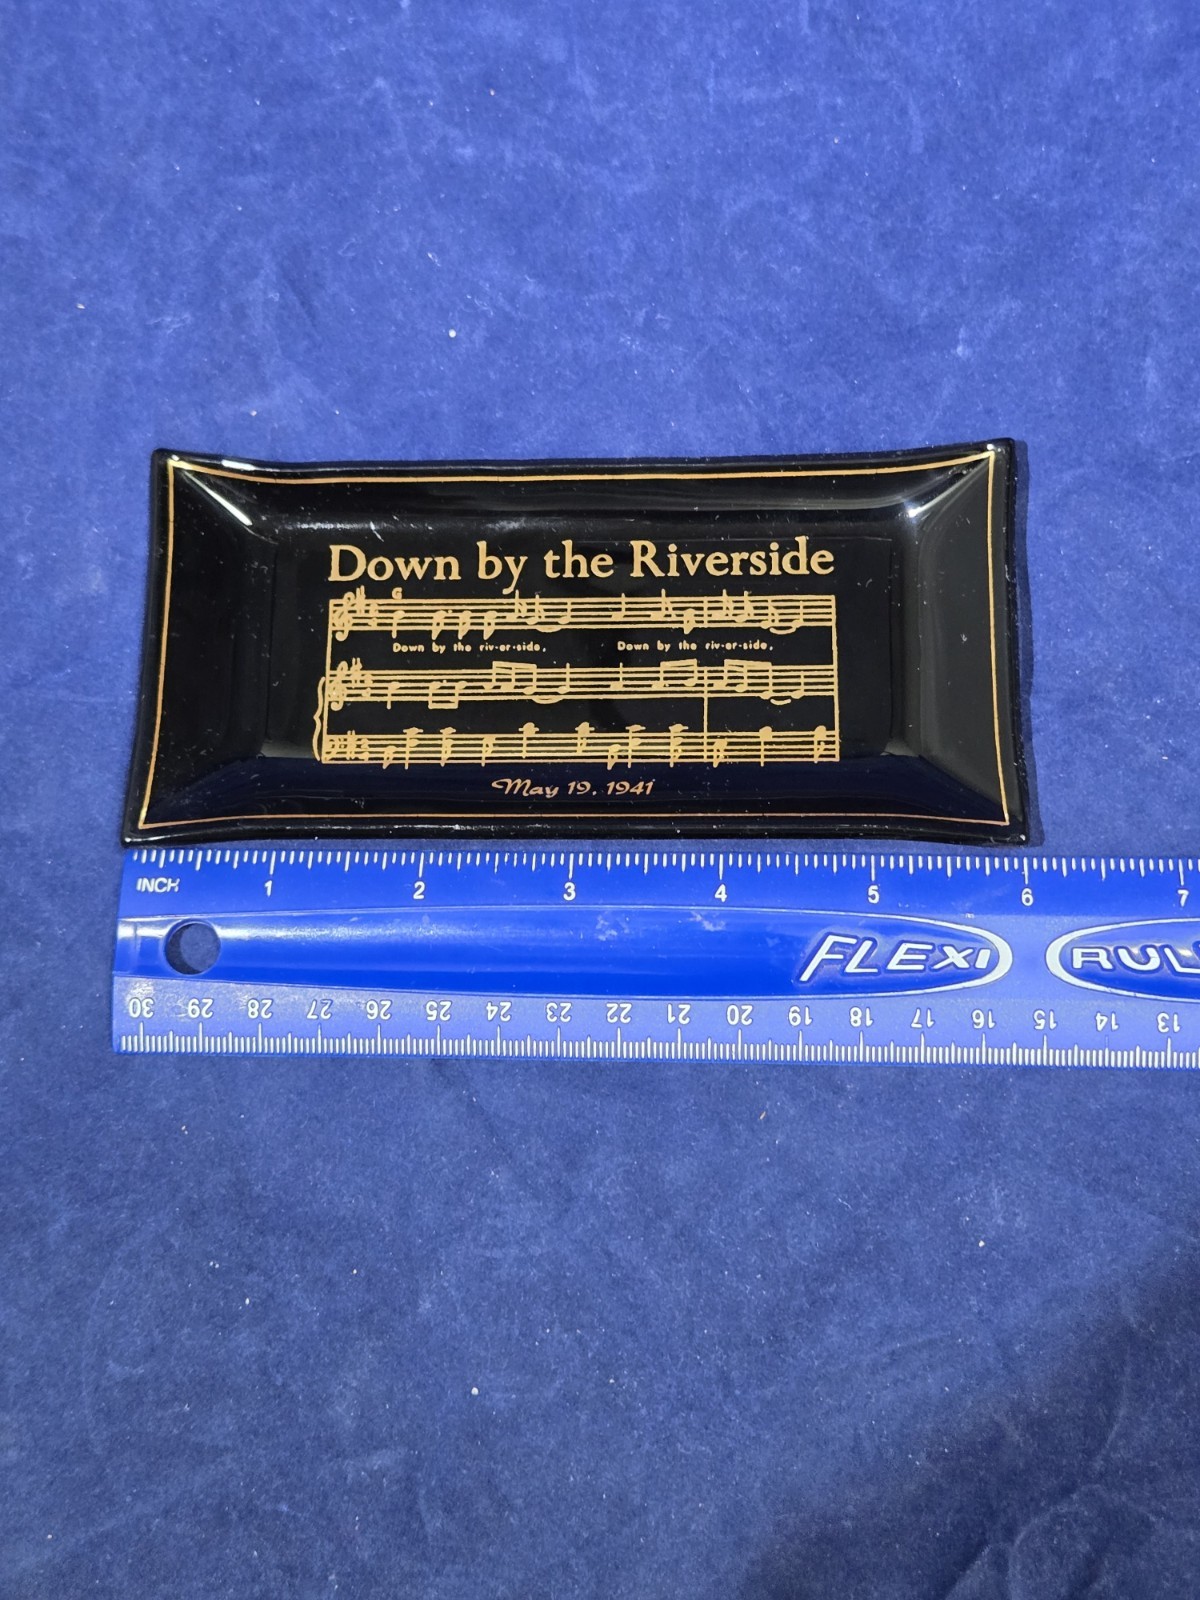 Down by the Riverside
G
Down by the riv-er-side, Down by the riv-er-side,
May 19, 1941
INCH 1 2 3 4 5 6 7
FLEXI RUL
30 29 28 27 26 25 24 23 22 21 20 19 18 17 16 15 14 13